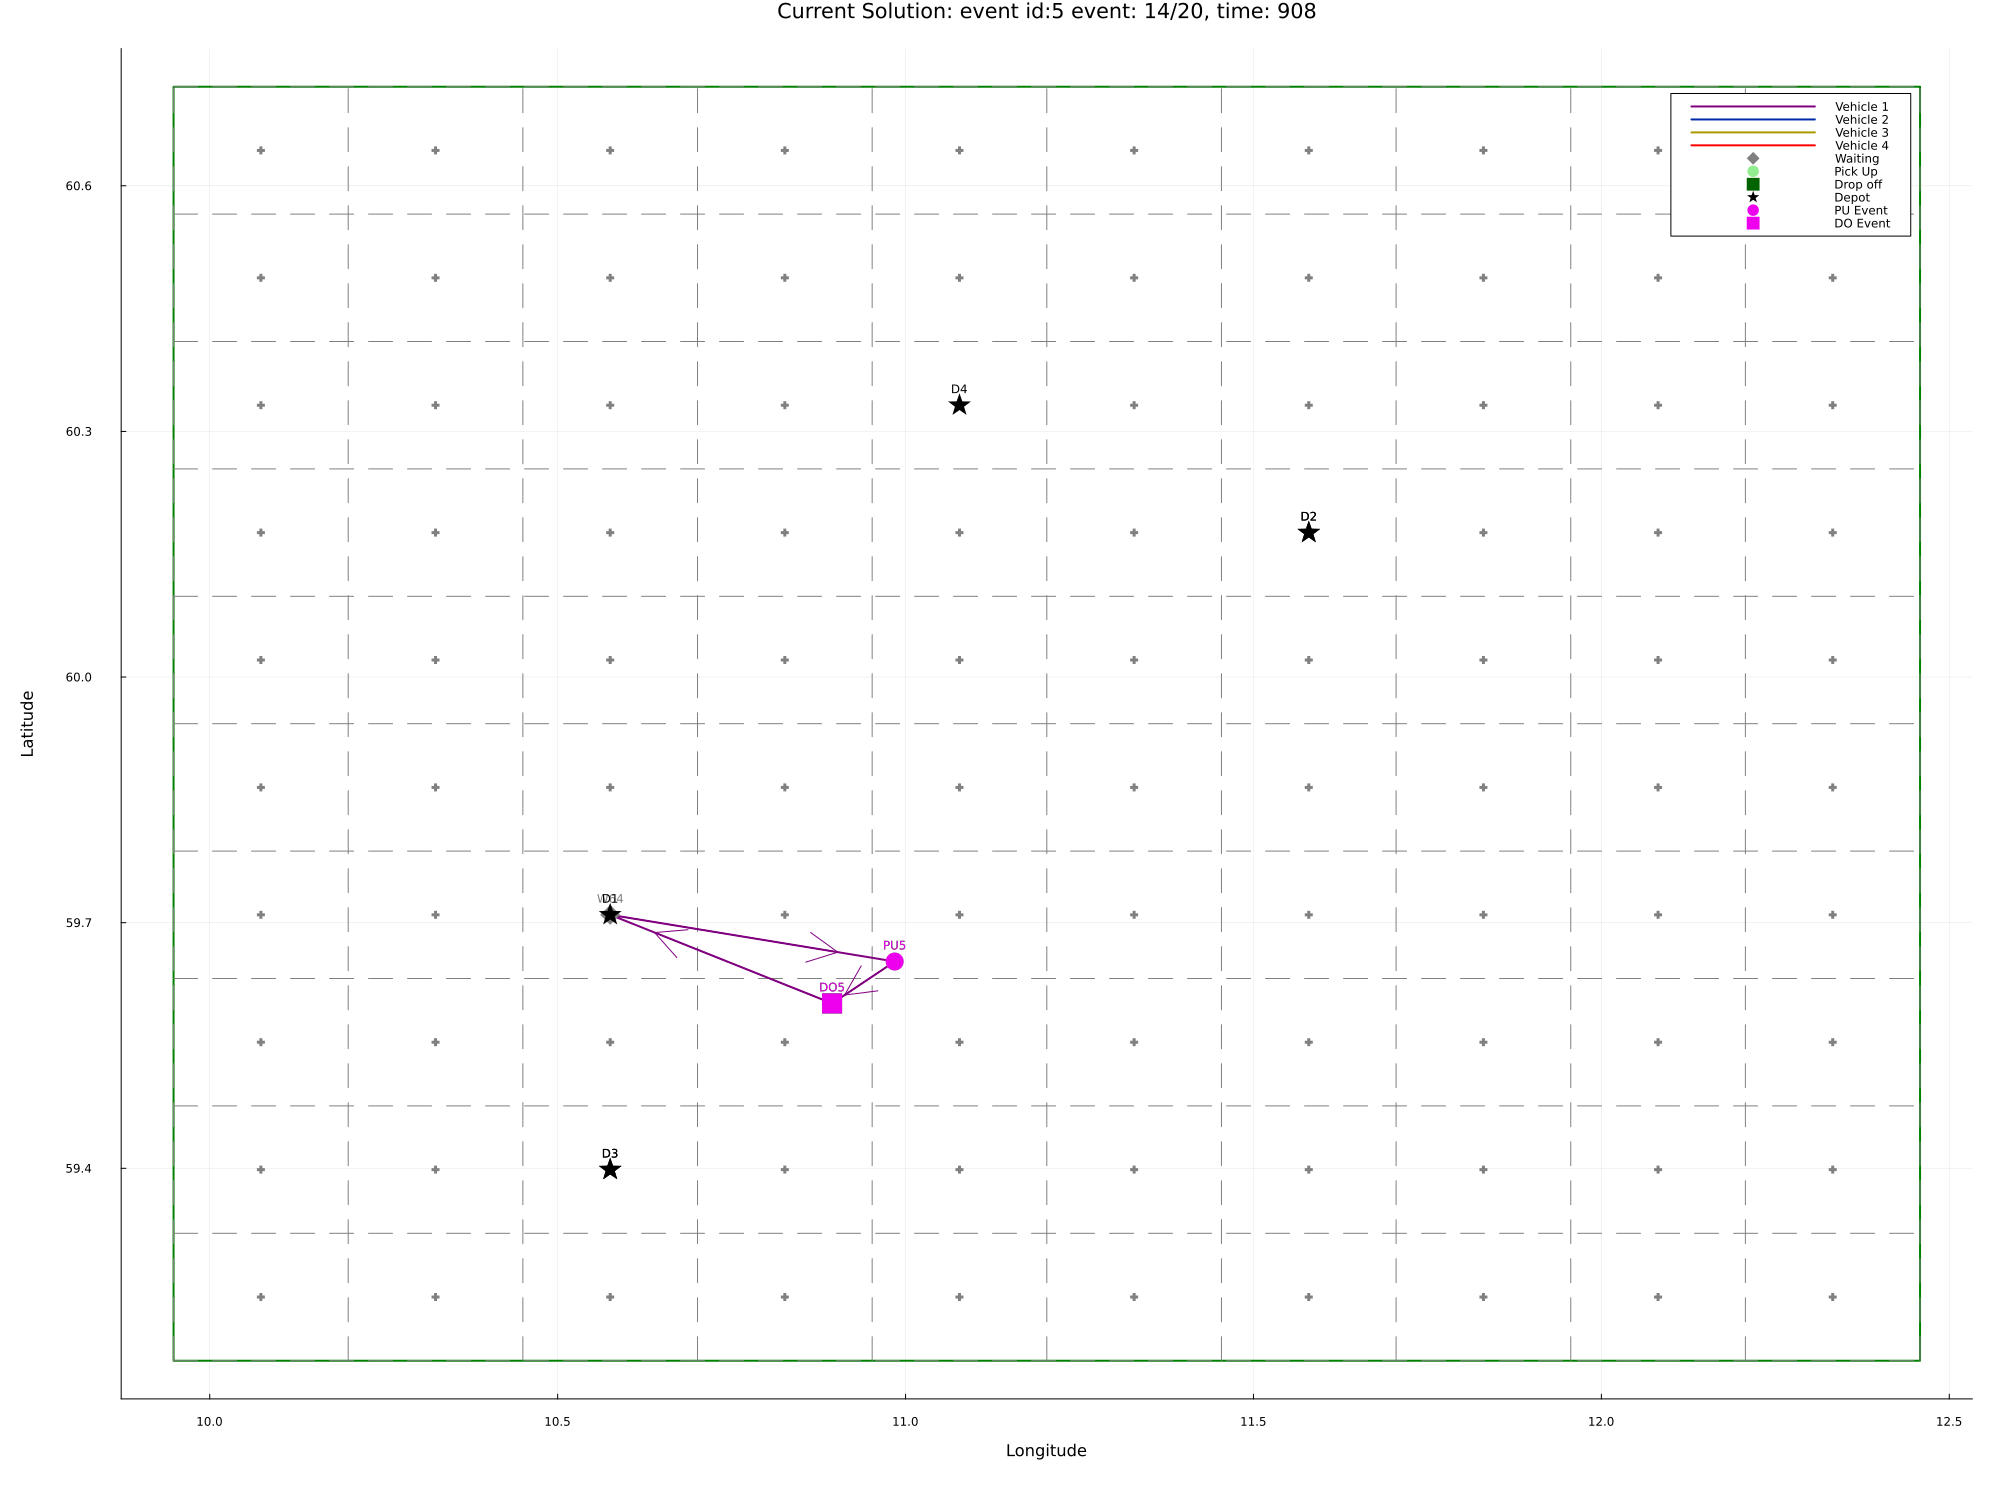 Current Solution: event id:5 event: 14/20, time: 908
Vehicle 1
Vehicle 2
Vehicle 3
Vehicle 4
Waiting
Pick Up
Drop off
Depot
PU Event
DO Event
60.6
60.3
60.0
59.7
59.4
Latitude
D4
D2
D1
PU5
DO5
D3
10.0
10.5
11.0
11.5
12.0
12.5
Longitude